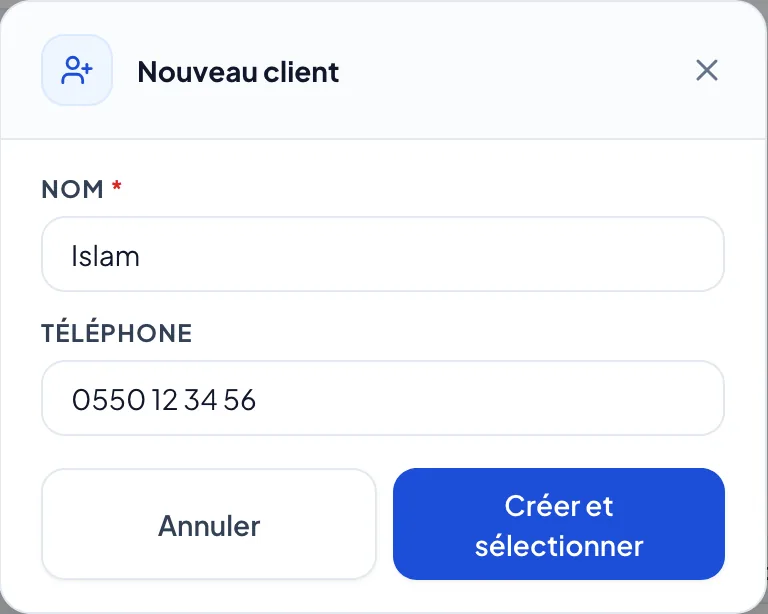 Nouveau client
NOM *
Islam
TÉLÉPHONE
0550 12 34 56
Annuler
Créer et
sélectionner